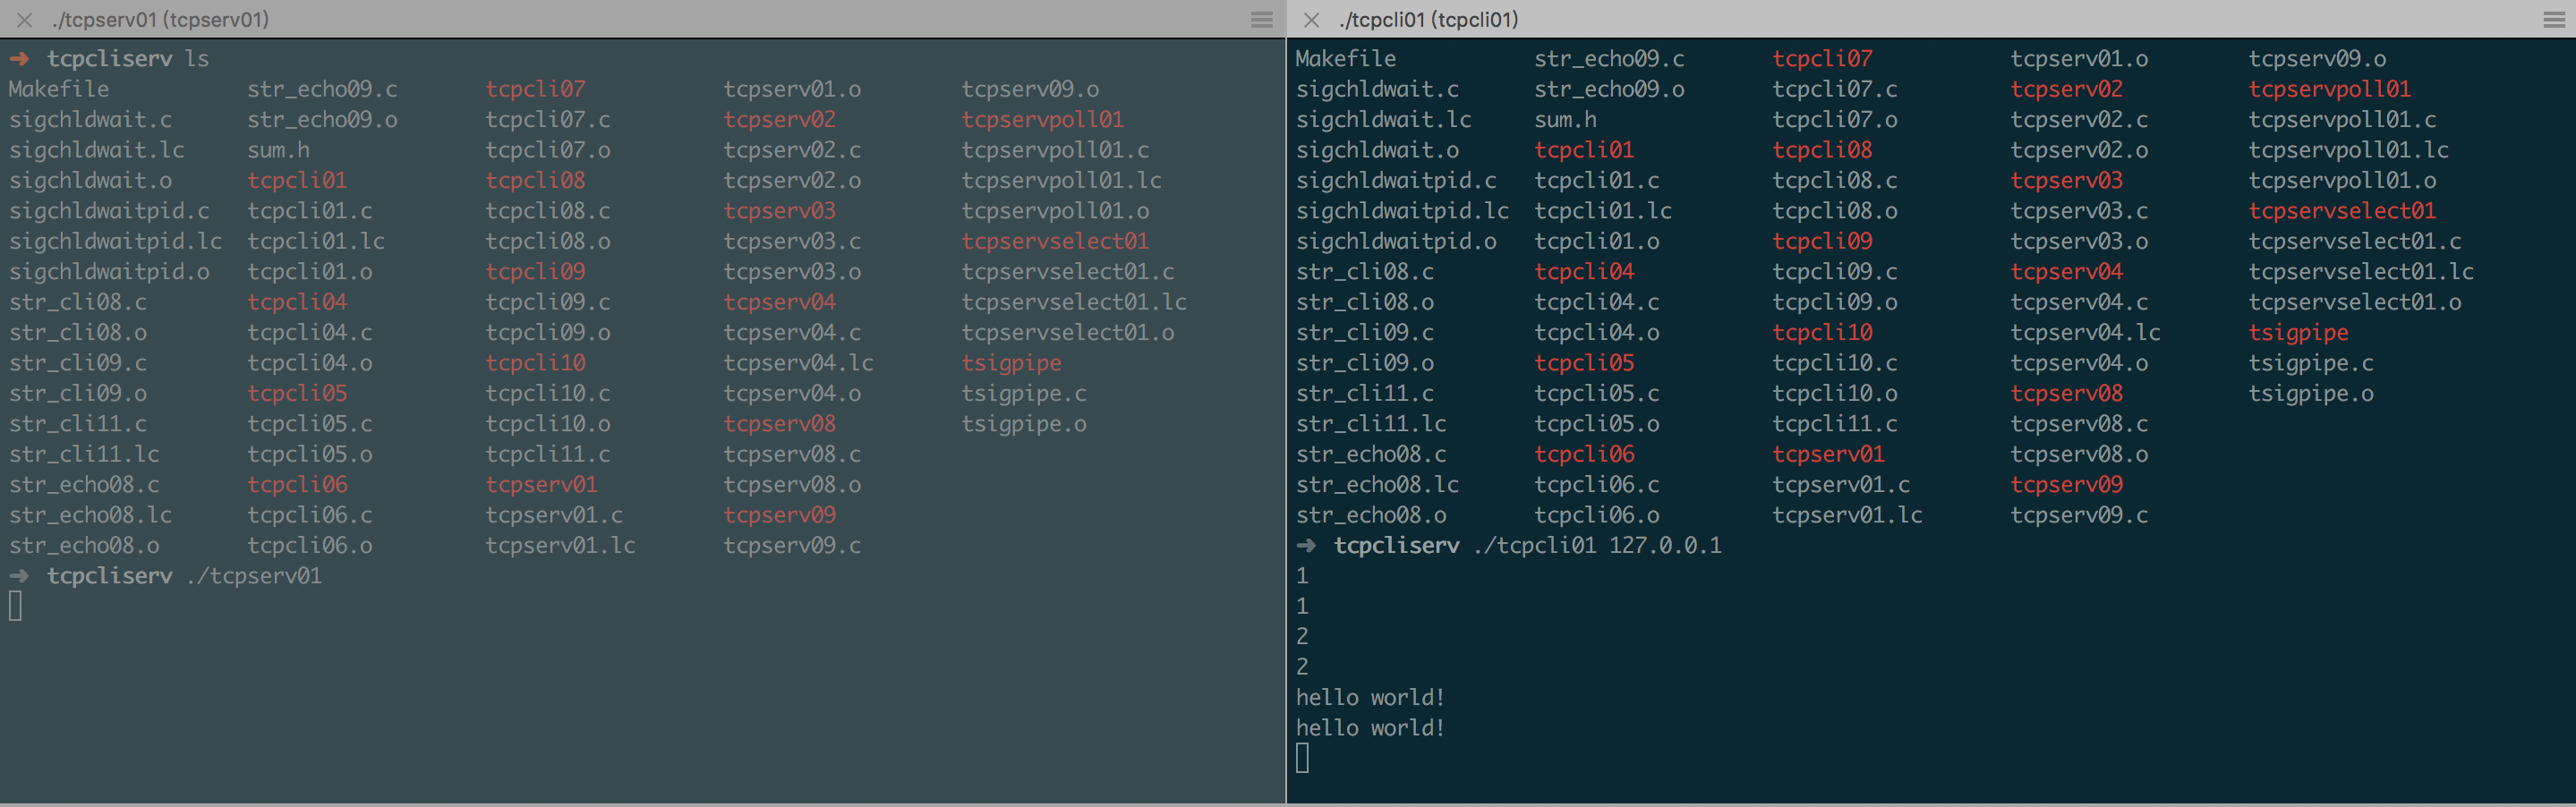 ./tcpserv01 (tcpserv01)
➜ tcpcliserv ls
Makefile str_echo09.c tcpcli07 tcpserv01.o tcpserv09.o
sigchldwait.c str_echo09.o tcpcli07.c tcpserv02 tcpservpoll01
sigchldwait.lc sum.h tcpcli07.o tcpserv02.c tcpservpoll01.c
sigchldwait.o tcpcli01 tcpcli08 tcpserv02.o tcpservpoll01.lc
sigchldwaitpid.c tcpcli01.c tcpcli08.c tcpserv03 tcpservpoll01.o
sigchldwaitpid.lc tcpcli01.lc tcpcli08.o tcpserv03.c tcpservselect01
sigchldwaitpid.o tcpcli01.o tcpcli09 tcpserv03.o tcpservselect01.c
str_cli08.c tcpcli04 tcpcli09.c tcpserv04 tcpservselect01.lc
str_cli08.o tcpcli04.c tcpcli09.o tcpserv04.c tcpservselect01.o
str_cli09.c tcpcli04.o tcpcli10 tcpserv04.lc tsigpipe
str_cli09.o tcpcli05 tcpcli10.c tcpserv04.o tsigpipe.c
str_cli11.c tcpcli05.c tcpcli10.o tcpserv08 tsigpipe.o
str_cli11.lc tcpcli05.o tcpcli11.c tcpserv08.c
str_echo08.c tcpcli06 tcpserv01 tcpserv08.o
str_echo08.lc tcpcli06.c tcpserv01.c tcpserv09
str_echo08.o tcpcli06.o tcpserv01.lc tcpserv09.c
➜ tcpcliserv ./tcpserv01
./tcpcli01 (tcpcli01)
Makefile str_echo09.c tcpcli07 tcpserv01.o tcpserv09.o
sigchldwait.c str_echo09.o tcpcli07.c tcpserv02 tcpservpoll01
sigchldwait.lc sum.h tcpcli07.o tcpserv02.c tcpservpoll01.c
sigchldwait.o tcpcli01 tcpcli08 tcpserv02.o tcpservpoll01.lc
sigchldwaitpid.c tcpcli01.c tcpcli08.c tcpserv03 tcpservpoll01.o
sigchldwaitpid.lc tcpcli01.lc tcpcli08.o tcpserv03.c tcpservselect01
sigchldwaitpid.o tcpcli01.o tcpcli09 tcpserv03.o tcpservselect01.c
str_cli08.c tcpcli04 tcpcli09.c tcpserv04 tcpservselect01.lc
str_cli08.o tcpcli04.c tcpcli09.o tcpserv04.c tcpservselect01.o
str_cli09.c tcpcli04.o tcpcli10 tcpserv04.lc tsigpipe
str_cli09.o tcpcli05 tcpcli10.c tcpserv04.o tsigpipe.c
str_cli11.c tcpcli05.c tcpcli10.o tcpserv08 tsigpipe.o
str_cli11.lc tcpcli05.o tcpcli11.c tcpserv08.c
str_echo08.c tcpcli06 tcpserv01 tcpserv08.o
str_echo08.lc tcpcli06.c tcpserv01.c tcpserv09
str_echo08.o tcpcli06.o tcpserv01.lc tcpserv09.c
➜ tcpcliserv ./tcpcli01 127.0.0.1
1
1
2
2
hello world!
hello world!